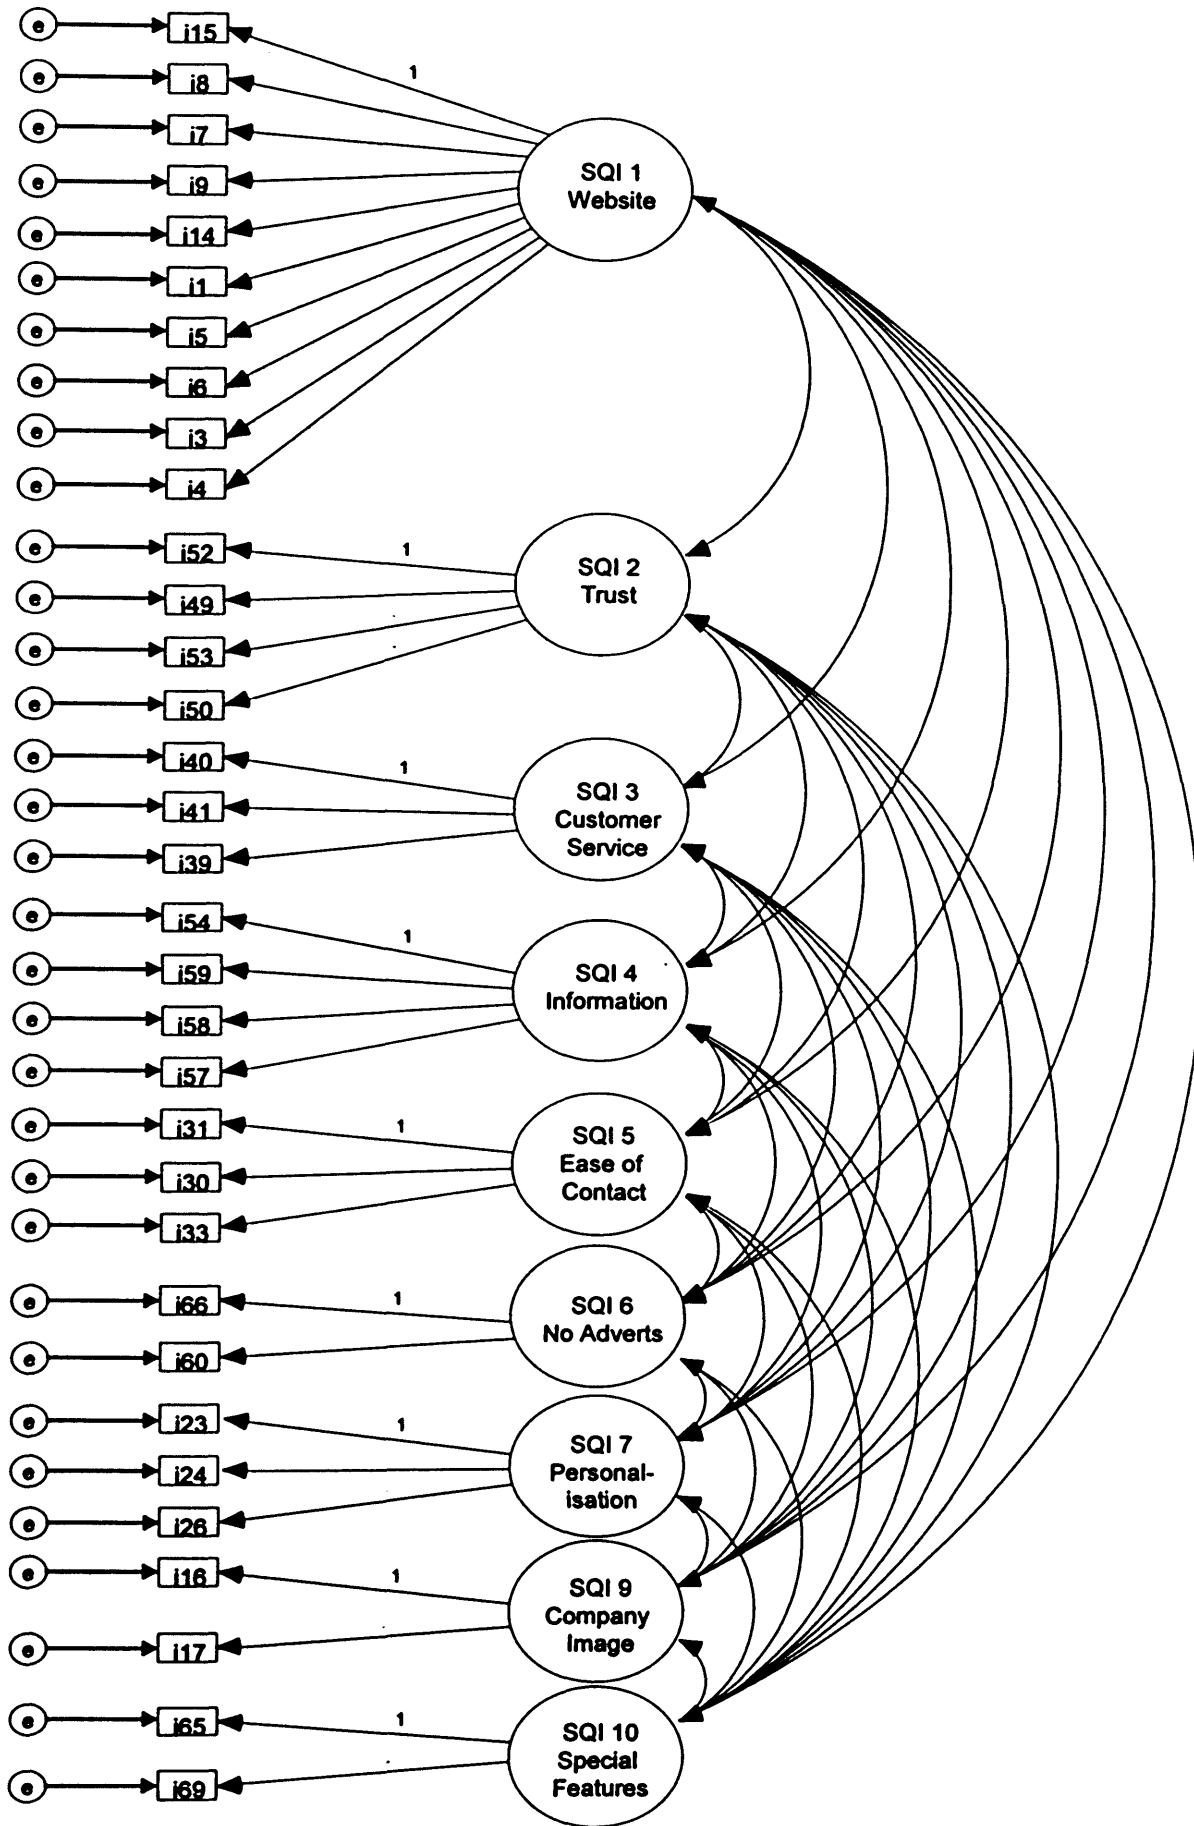 e i15
1
e i8
e i7
e i9
e i14
e i1
e i5
e i6
e i3
e i4
SQI 1
Website
e i52
1
e i49
e i53
e i50
SQI 2
Trust
e i40
1
e i41
e i39
SQI 3
Customer
Service
e i54
1
e i59
e i58
e i57
SQI 4
Information
e i31
1
e i30
e i33
SQI 5
Ease of
Contact
e i66
1
e i60
SQI 6
No Adverts
e i23
1
e i24
e i26
SQI 7
Personal-
isation
e i16
1
e i17
SQI 9
Company
Image
e i65
1
e i69
SQI 10
Special
Features